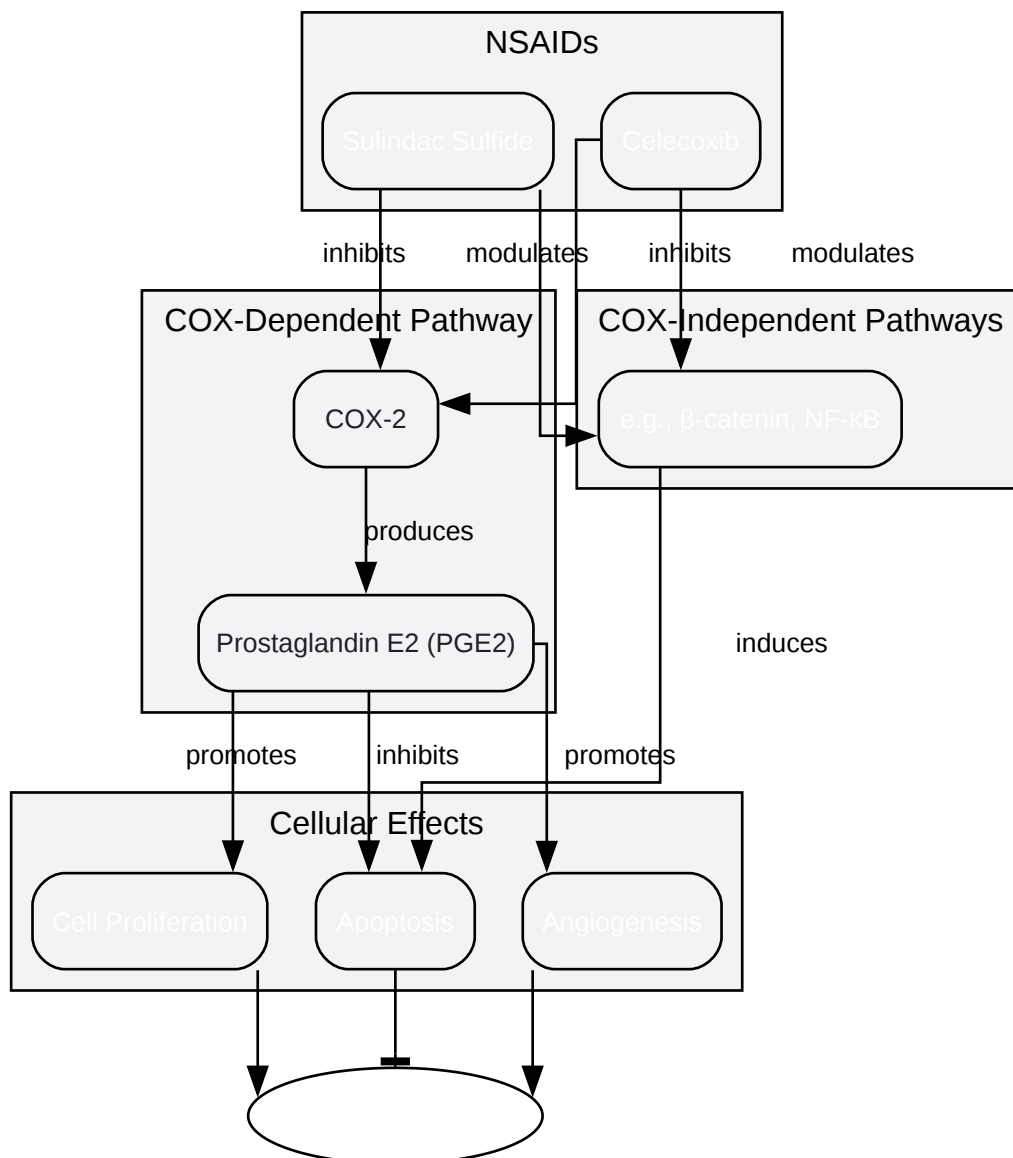 NSAIDs
Sulindac Sulfide
Celecoxib
inhibits
modulates
inhibits
modulates
COX-Dependent Pathway
COX-Independent Pathways
COX-2
e.g., β-catenin, NF-κB
produces
Prostaglandin E2 (PGE2)
induces
promotes
inhibits
promotes
Cellular Effects
Cell Proliferation
Apoptosis
Angiogenesis